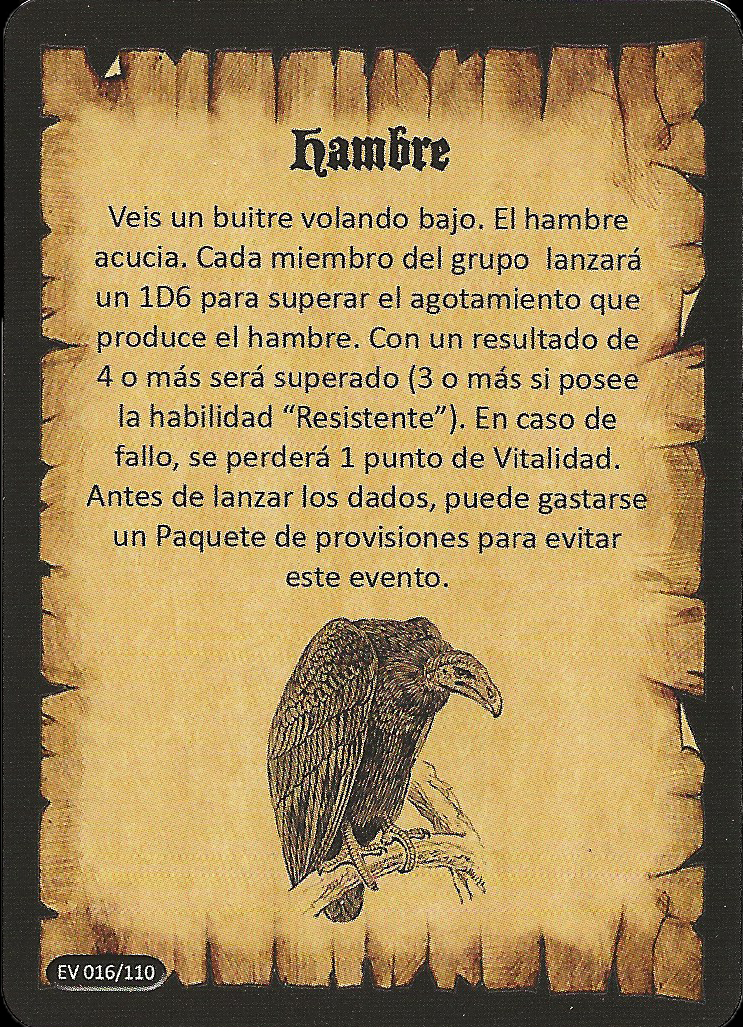 Hambre
Veis un buitre volando bajo. El hambre
acucia. Cada miembro del grupo lanzará
un 1D6 para superar el agotamiento que
produce el hambre. Con un resultado de
4 o más será superado (3 o más si posee
la habilidad “Resistente”). En caso de
fallo, se perderá 1 punto de Vitalidad.
Antes de lanzar los dados, puede gastarse
un Paquete de provisiones para evitar
este evento.
EV 016/110